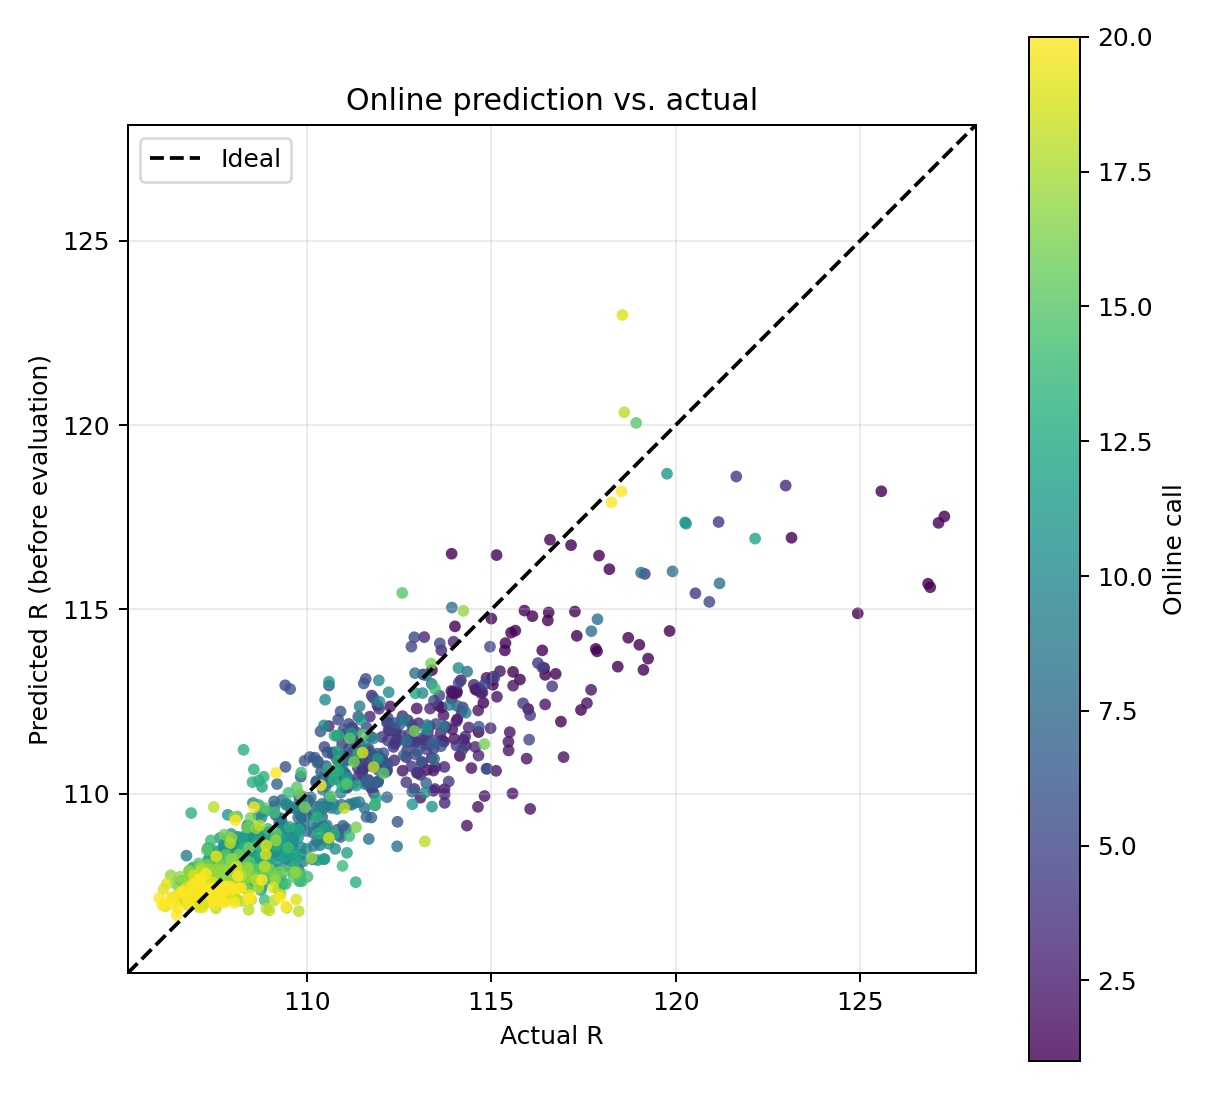 Online prediction vs. actual
Ideal
Predicted R (before evaluation)
125
120
115
110
110 115 120 125
Actual R
20.0
17.5
15.0
12.5
10.0
7.5
5.0
2.5
Online call